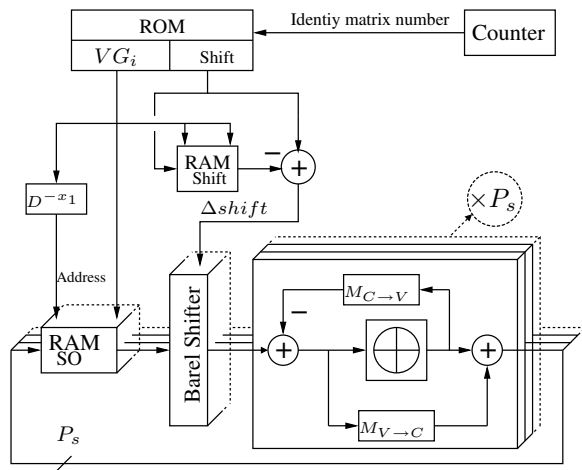 Identiy matrix number
ROM
Counter
VG_i
Shift
RAM
Shift
−
+
D^{-x_1}
Δshift
× P_s
Address
RAM
SO
Barel Shifter
M_{C→V}
−
+
+
M_{V→C}
P_s